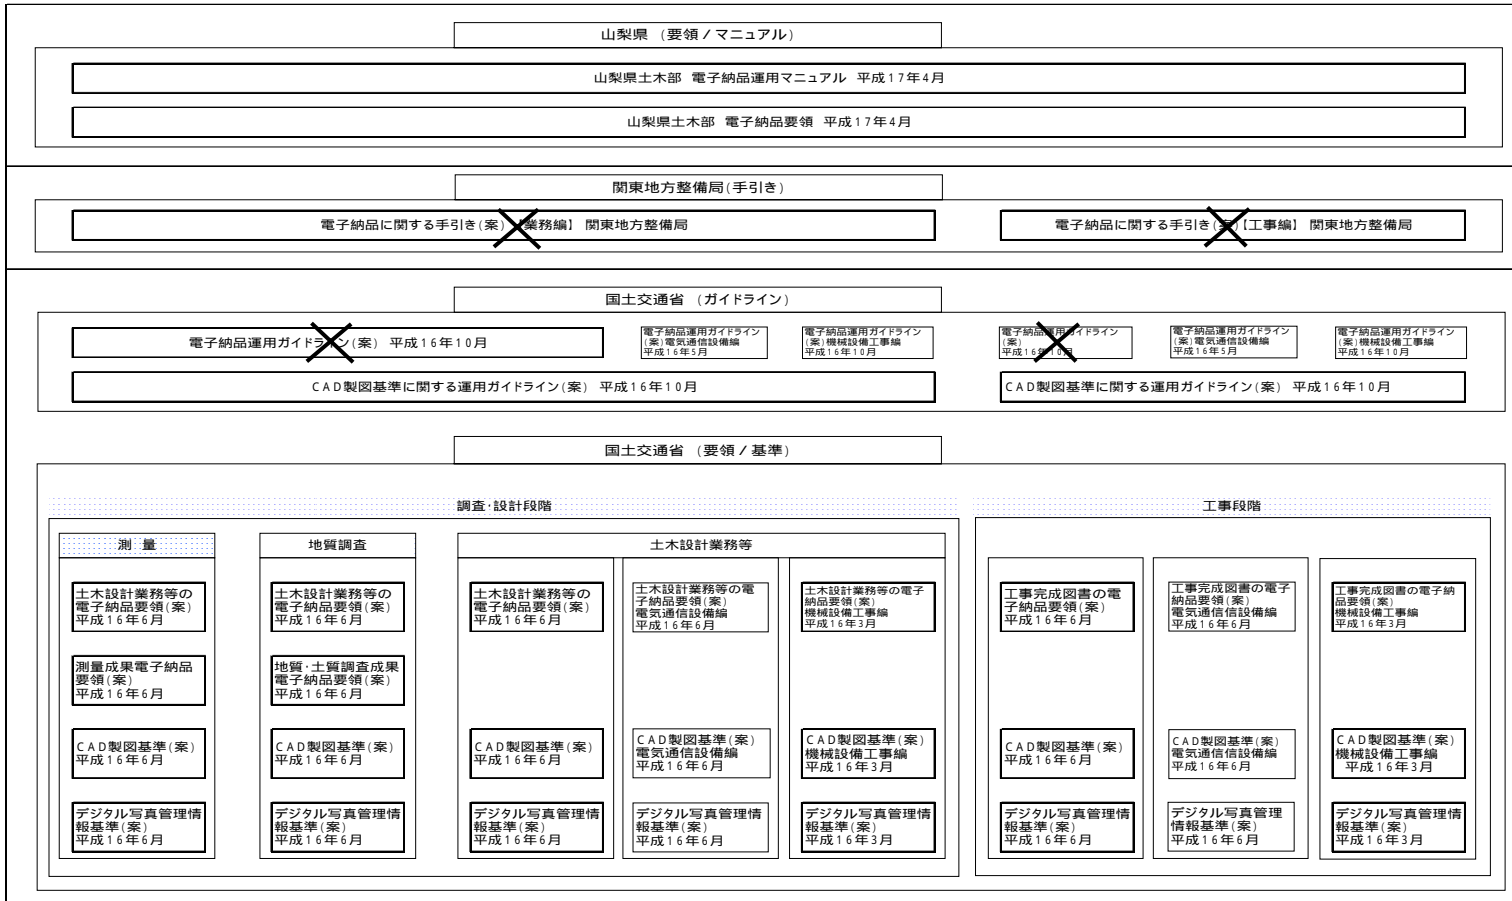 山梨県 (要領／マニュアル)
山梨県土木部 電子納品運用マニュアル 平成17年4月
山梨県土木部 電子納品要領 平成17年4月
関東地方整備局(手引き)
電子納品に関する手引き(案)【業務編】 関東地方整備局
電子納品に関する手引き(案)【工事編】 関東地方整備局
国土交通省 (ガイドライン)
電子納品運用ガイドライン(案) 平成16年10月
電子納品運用ガイドライン
(案)電気通信設備編
平成16年5月
電子納品運用ガイドライン
(案)機械設備工事編
平成16年10月
電子納品運用ガイドライン
(案)
平成16年10月
電子納品運用ガイドライン
(案)電気通信設備編
平成16年5月
電子納品運用ガイドライン
(案)機械設備工事編
平成16年10月
CAD製図基準に関する運用ガイドライン(案) 平成16年10月
CAD製図基準に関する運用ガイドライン(案) 平成16年10月
国土交通省 (要領／基準)
調査・設計段階
工事段階
測 量
地質調査
土木設計業務等
土木設計業務等の
電子納品要領(案)
平成16年6月
土木設計業務等の
電子納品要領(案)
平成16年6月
土木設計業務等の
電子納品要領(案)
平成16年6月
土木設計業務等の電
子納品要領(案)
電気通信設備編
平成16年6月
土木設計業務等の電子
納品要領(案)
機械設備工事編
平成16年3月
工事完成図書の電
子納品要領(案)
平成16年6月
工事完成図書の電子
納品要領(案)
電気通信設備編
平成16年6月
工事完成図書の電子納
品要領(案)
機械設備工事編
平成16年3月
測量成果電子納品
要領(案)
平成16年6月
地質・土質調査成果
電子納品要領(案)
平成16年6月
CAD製図基準(案)
平成16年6月
CAD製図基準(案)
平成16年6月
CAD製図基準(案)
平成16年6月
CAD製図基準(案)
電気通信設備編
平成16年6月
CAD製図基準(案)
機械設備工事編
平成16年3月
CAD製図基準(案)
平成16年6月
CAD製図基準(案)
電気通信信設備編
平成16年6月
CAD製図基準(案)
機械設備工事編
平成16年3月
デジタル写真管理情
報基準(案)
平成16年6月
デジタル写真管理情
報基準(案)
平成16年6月
デジタル写真管理情
報基準(案)
平成16年6月
デジタル写真管理情
報基準(案)
平成16年6月
デジタル写真管理情
報基準(案)
平成16年3月
デジタル写真管理情
報基準(案)
平成16年6月
デジタル写真管理
情報基準(案)
平成16年6月
デジタル写真管理情
報基準(案)
平成16年3月